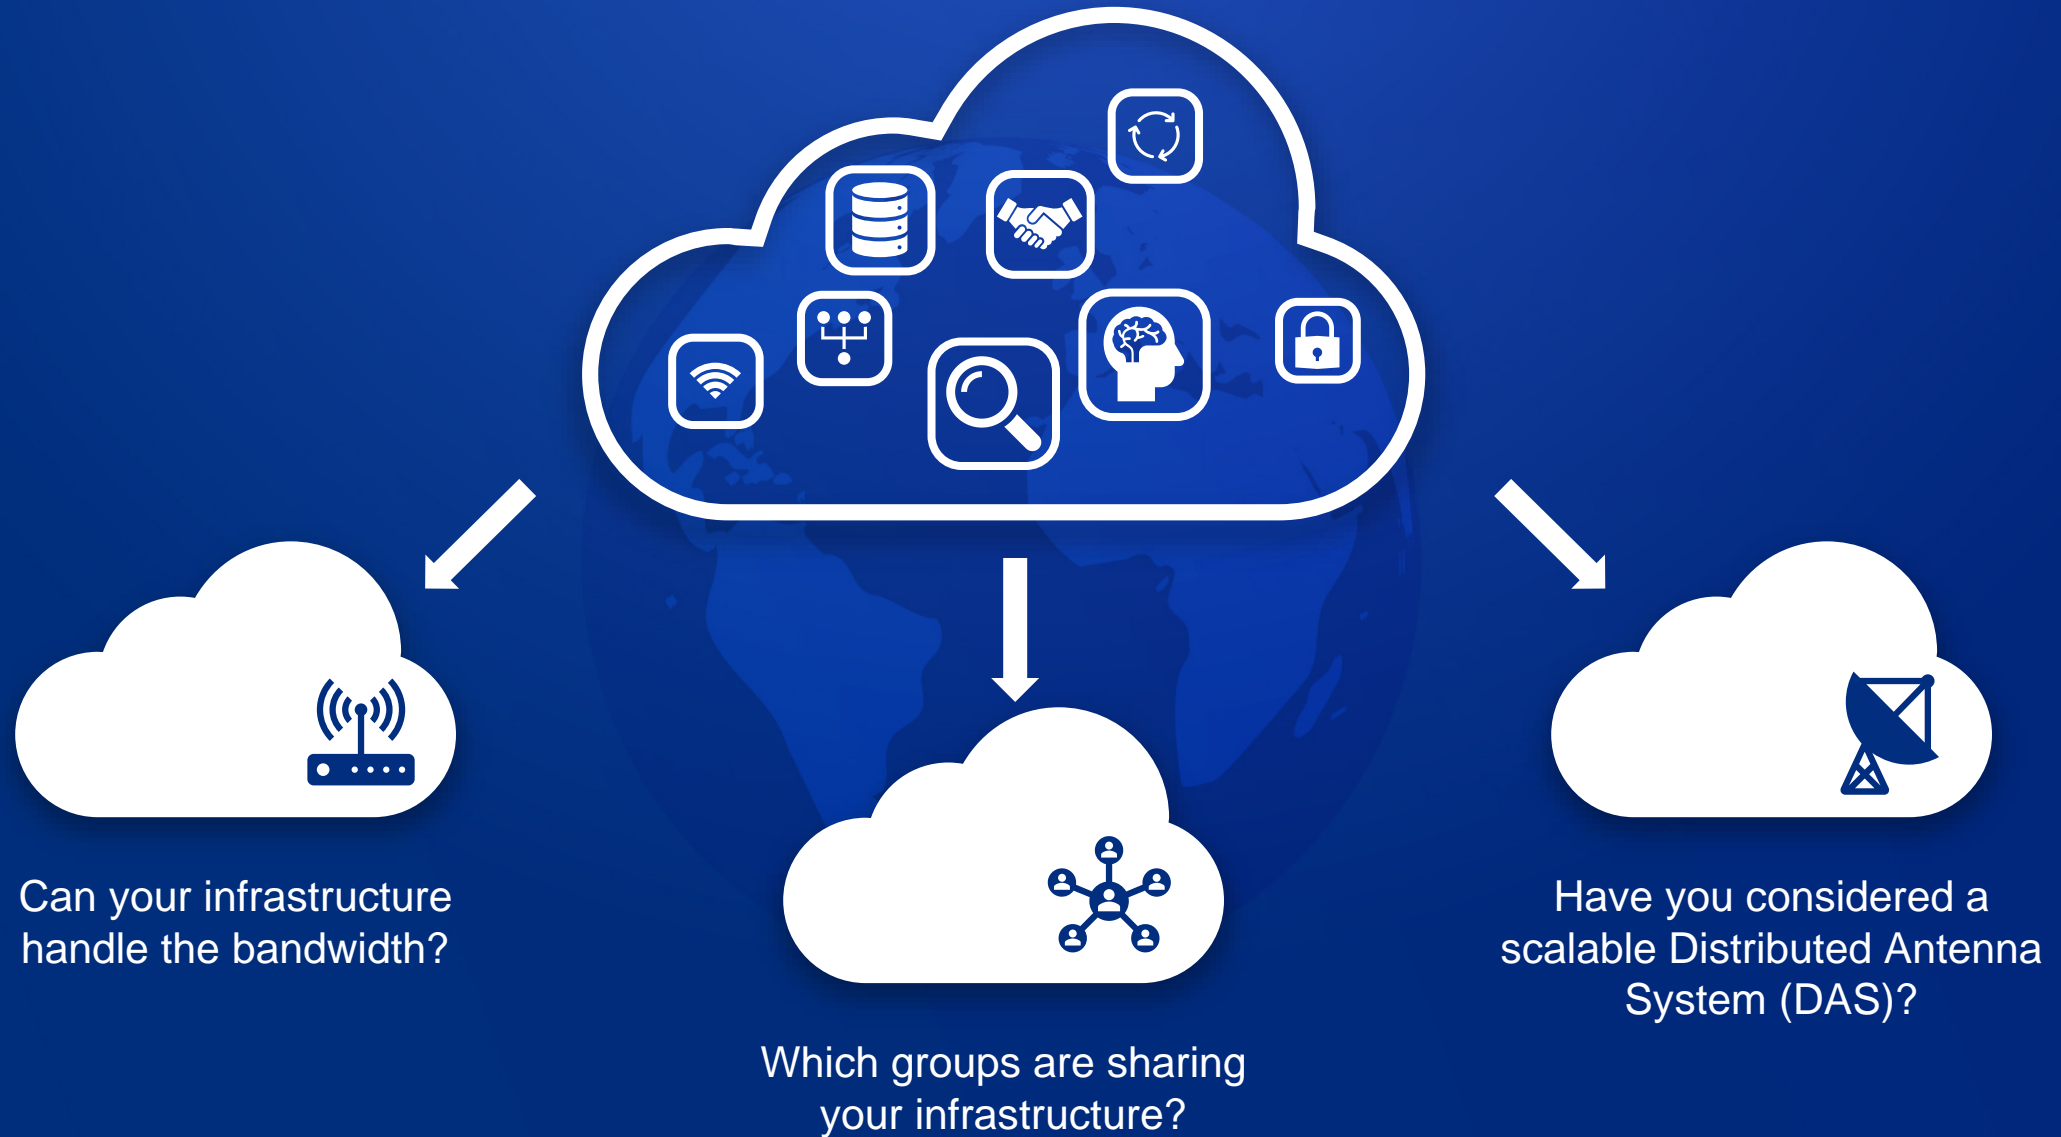 Can your infrastructure
handle the bandwidth?
Which groups are sharing
your infrastructure?
Have you considered a
scalable Distributed Antenna
System (DAS)?